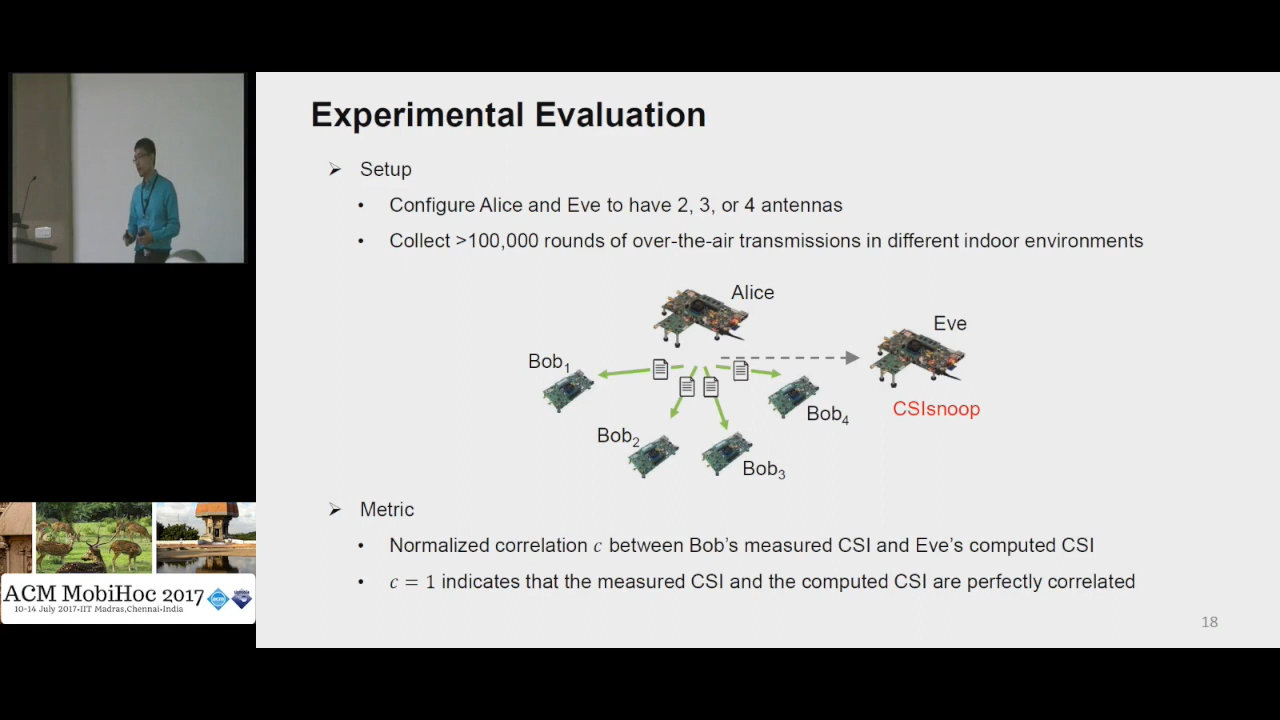 Experimental Evaluation
➢ Setup
• Configure Alice and Eve to have 2, 3, or 4 antennas
• Collect >100,000 rounds of over-the-air transmissions in different indoor environments
Alice
Eve
Bob1
CSIsnoop
Bob4
Bob2
Bob3
➢ Metric
• Normalized correlation c between Bob's measured CSI and Eve's computed CSI
• c = 1 indicates that the measured CSI and the computed CSI are perfectly correlated
18
ACM MobiHoc 2017
10-14 July 2017•IIT Madras,Chennai•India